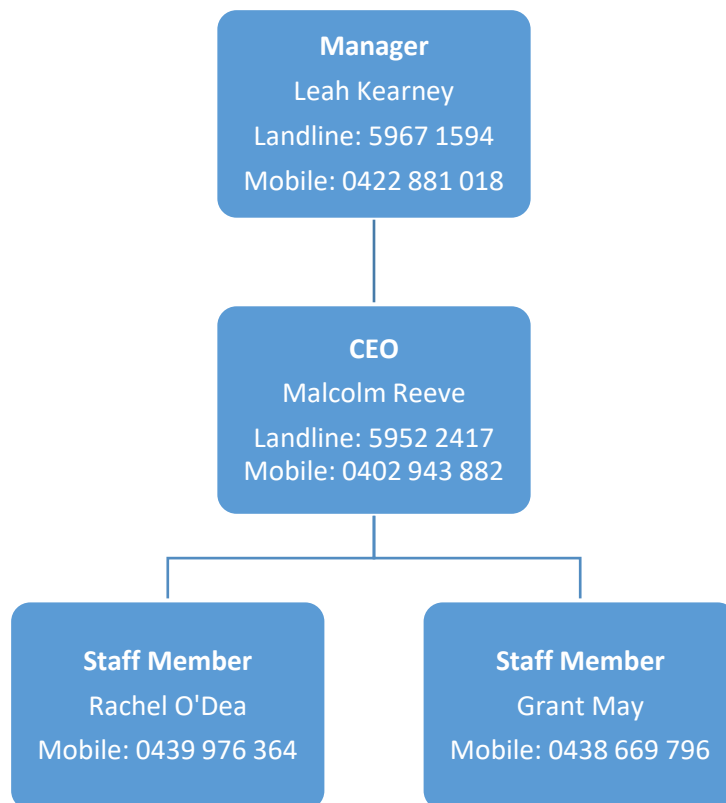 Manager
Leah Kearney
Landline: 5967 1594
Mobile: 0422 881 018
CEO
Malcolm Reeve
Landline: 5952 2417
Mobile: 0402 943 882
Staff Member
Rachel O'Dea
Mobile: 0439 976 364
Staff Member
Grant May
Mobile: 0438 669 796